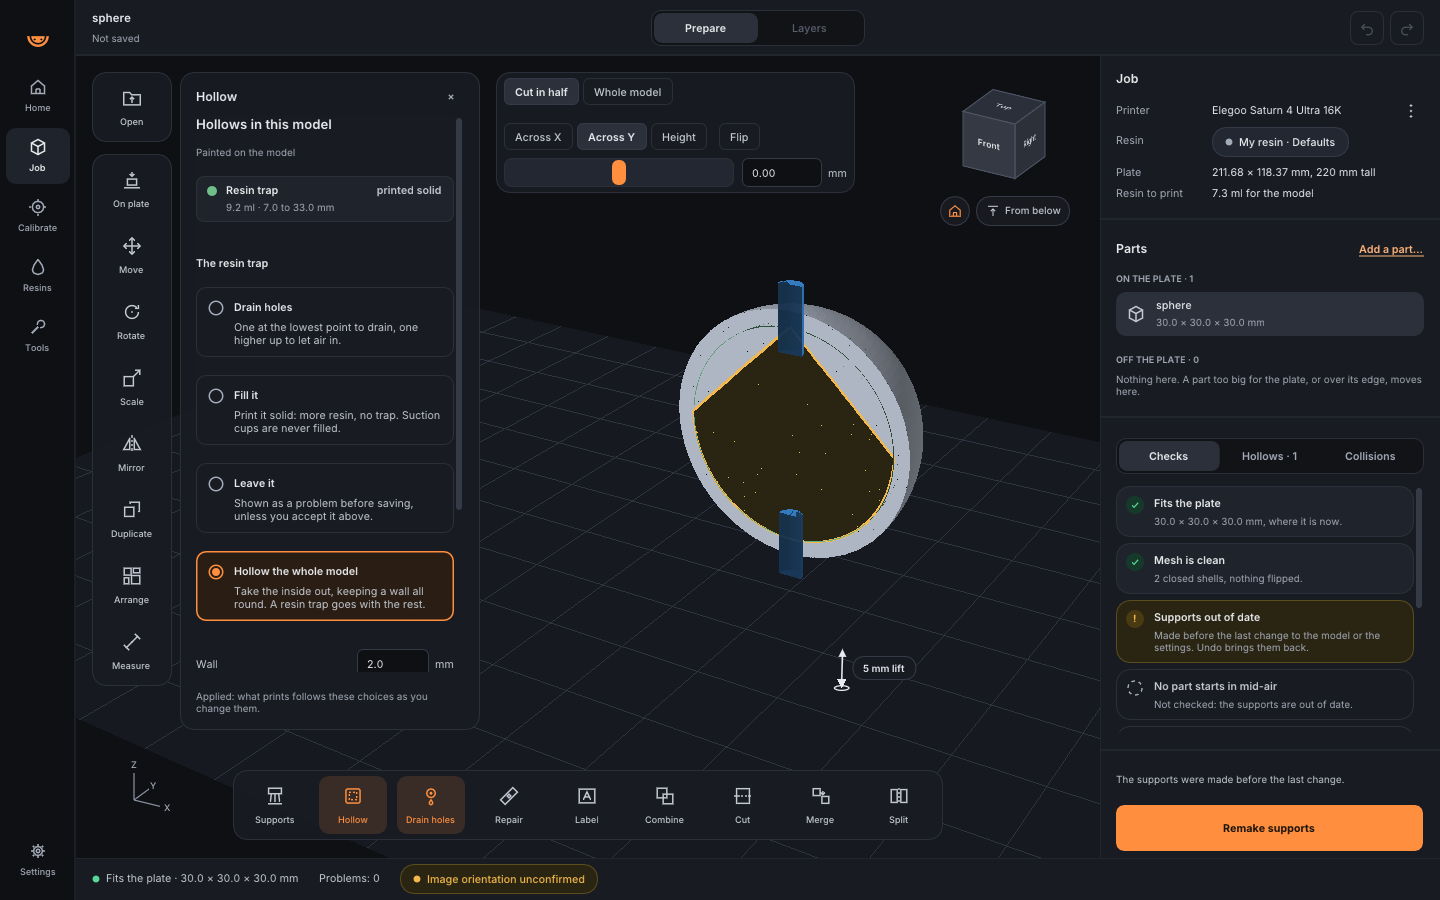 sphere
Not saved
Prepare
Layers
Home
Job
Calibrate
Resins
Tools
Settings
Open
On plate
Move
Rotate
Scale
Mirror
Duplicate
Arrange
Measure
Hollow
×
Hollows in this model
Painted on the model
Resin trap
printed solid
9.2 ml · 7.0 to 33.0 mm
The resin trap
Drain holes
One at the lowest point to drain, one
higher up to let air in.
Fill it
Print it solid: more resin, no trap. Suction
cups are never filled.
Leave it
Shown as a problem before saving,
unless you accept it above.
Hollow the whole model
Take the inside out, keeping a wall all
round. A resin trap goes with the rest.
Wall
2.0
mm
Applied: what prints follows these choices as you
change them.
Cut in half
Whole model
Across X
Across Y
Height
Flip
0.00
mm
Top
Front
Right
From below
5 mm lift
Z
Y
X
Supports
Hollow
Drain holes
Repair
Label
Combine
Cut
Merge
Split
Job
Printer
Elegoo Saturn 4 Ultra 16K
Resin
My resin · Defaults
Plate
211.68 × 118.37 mm, 220 mm tall
Resin to print
7.3 ml for the model
Parts
Add a part...
ON THE PLATE · 1
sphere
30.0 × 30.0 × 30.0 mm
OFF THE PLATE · 0
Nothing here. A part too big for the plate, or over its edge, moves
here.
Checks
Hollows · 1
Collisions
Fits the plate
30.0 × 30.0 × 30.0 mm, where it is now.
Mesh is clean
2 closed shells, nothing flipped.
Supports out of date
Made before the last change to the model or the
settings. Undo brings them back.
No part starts in mid-air
Not checked: the supports are out of date.
The supports were made before the last change.
Remake supports
Fits the plate · 30.0 × 30.0 × 30.0 mm
Problems: 0
Image orientation unconfirmed